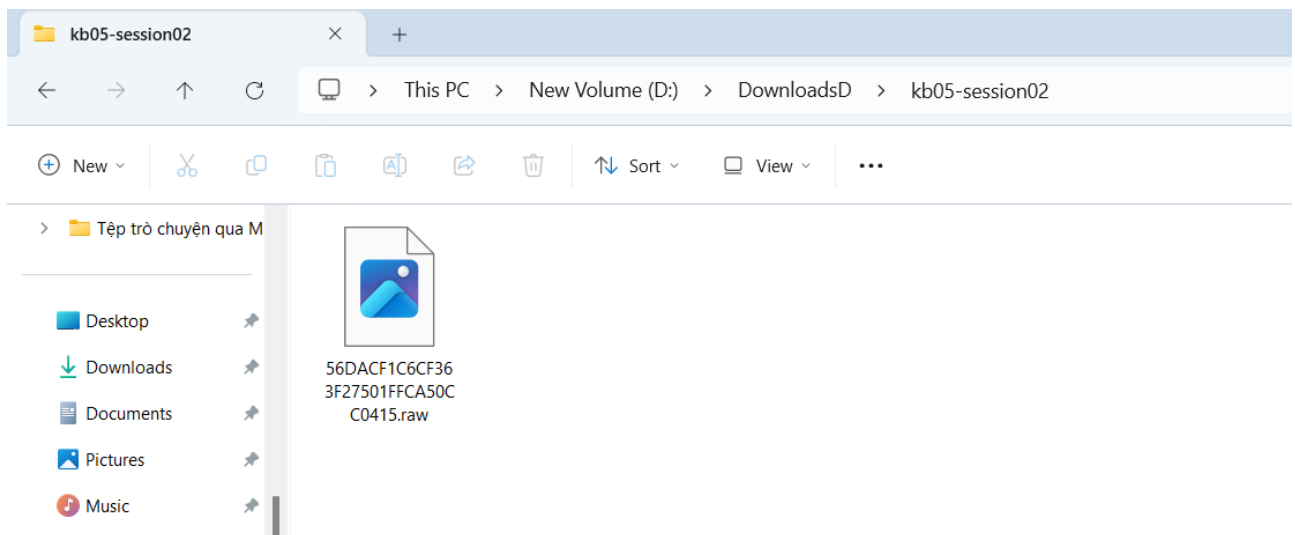 kb05-session02
This PC > New Volume (D:) > DownloadsD > kb05-session02
New Sort View
Tệp trò chuyện qua M
Desktop
Downloads
Documents
Pictures
Music
56DACF1C6CF36
3F27501FFCA50C
C0415.raw